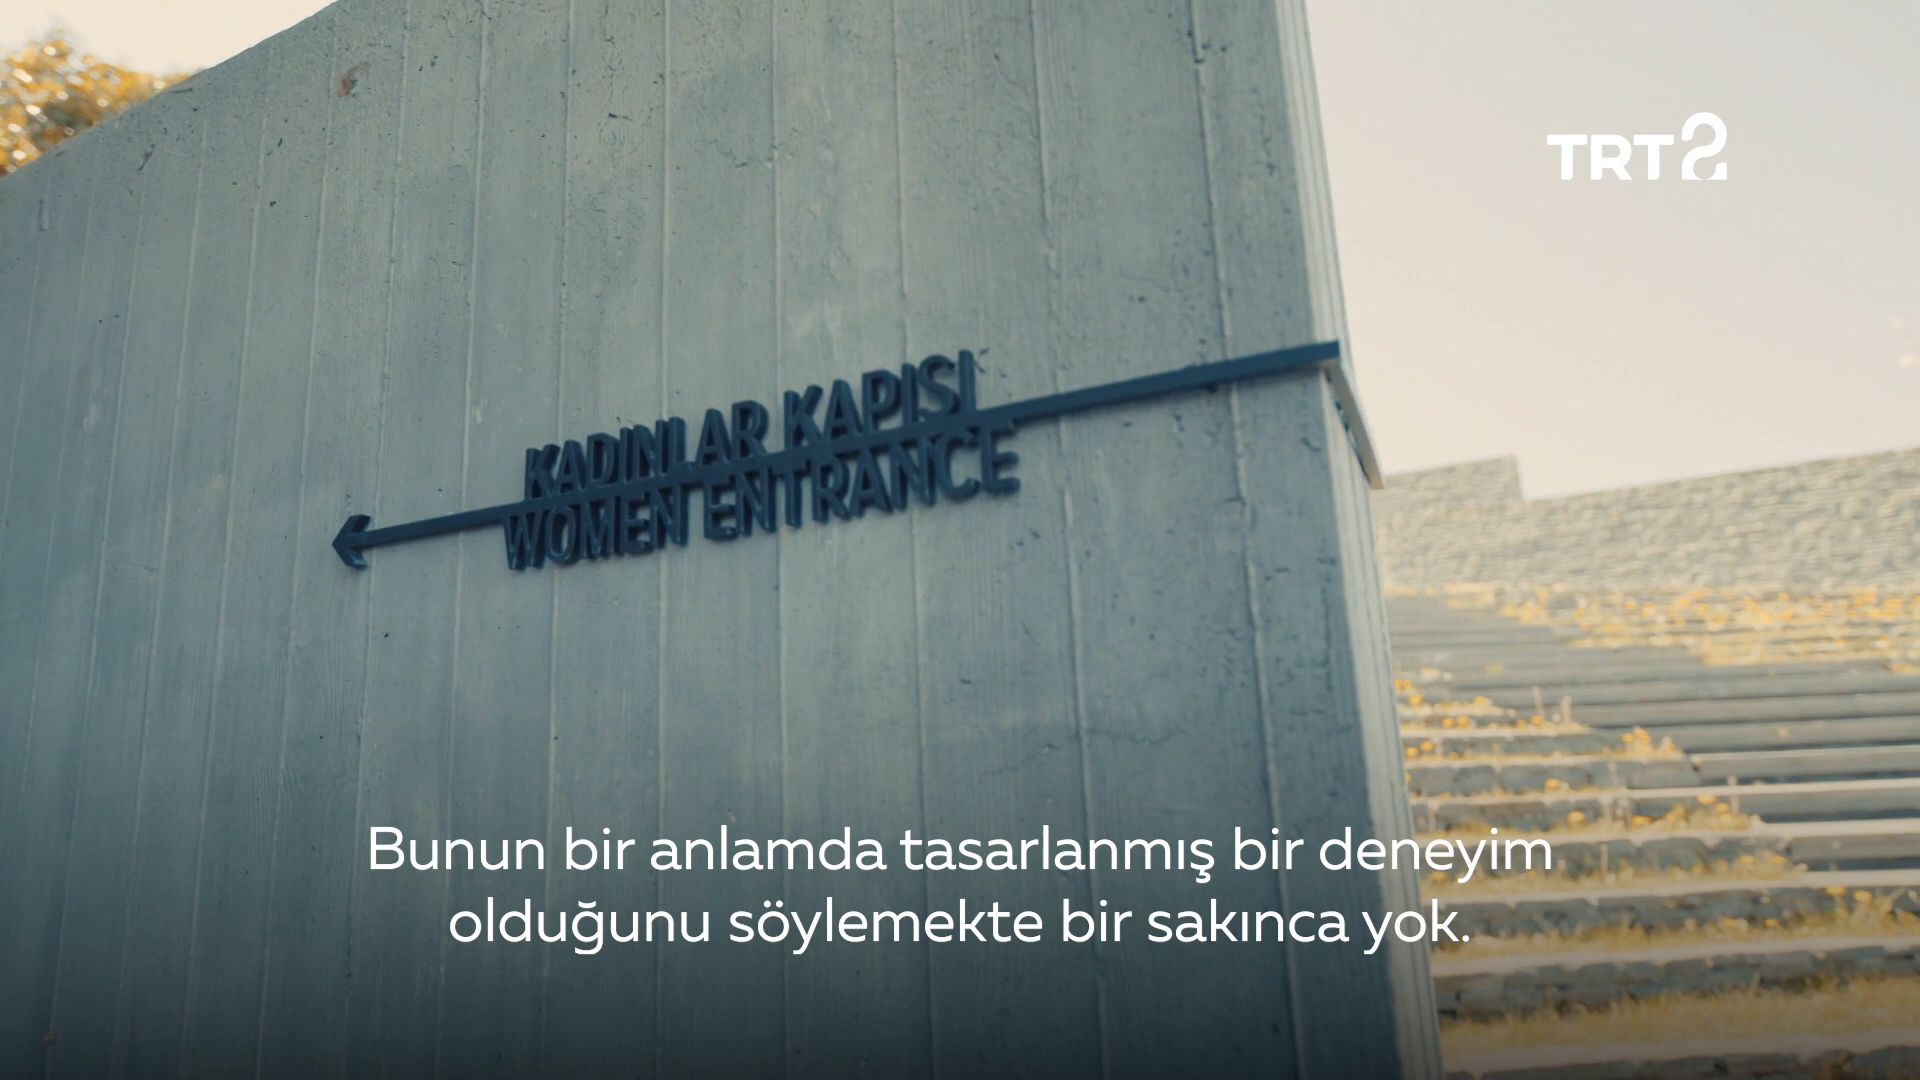 TRT2
KADINLAR KAPISI
WOMEN ENTRANCE
Bunun bir anlamda tasarlanmış bir deneyim
olduğunu söylemekte bir sakınca yok.